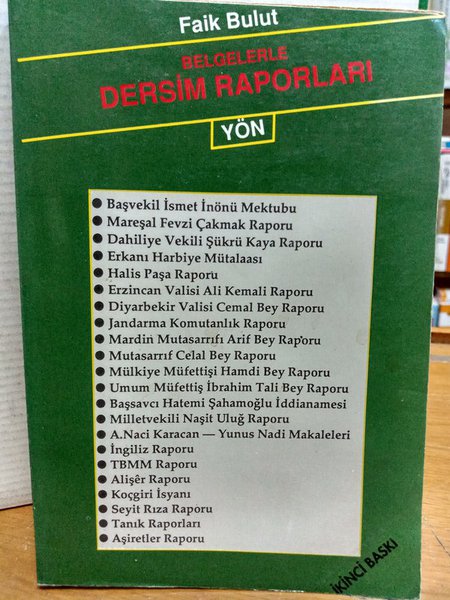 Faik Bulut
BELGELERLE
DERSİM RAPORLARI
YÖN
● Başvekil İsmet İnönü Mektubu
● Mareşal Fevzi Çakmak Raporu
● Dahiliye Vekili Şükrü Kaya Raporu
● Erkanı Harbiye Mütalaası
● Halis Paşa Raporu
● Erzincan Valisi Ali Kemali Raporu
● Diyarbekir Valisi Cemal Bey Raporu
● Jandarma Komutanlık Raporu
● Mardin Mutasarrıfı Arif Bey Raporu
● Mutasarrıf Celal Bey Raporu
● Mülkiye Müfettişi Hamdi Bey Raporu
● Umum Müfettiş İbrahim Tali Bey Raporu
● Başsavcı Hatemi Şahamoğlu İddianamesi
● Milletvekili Naşit Uluğ Raporu
● A.Naci Karacan — Yunus Nadi Makaleleri
● İngiliz Raporu
● TBMM Raporu
● Alişêr Raporu
● Koçgiri İsyanı
● Seyit Rıza Raporu
● Tanık Raporları
● Aşiretler Raporu
İKİNCİ BASKI